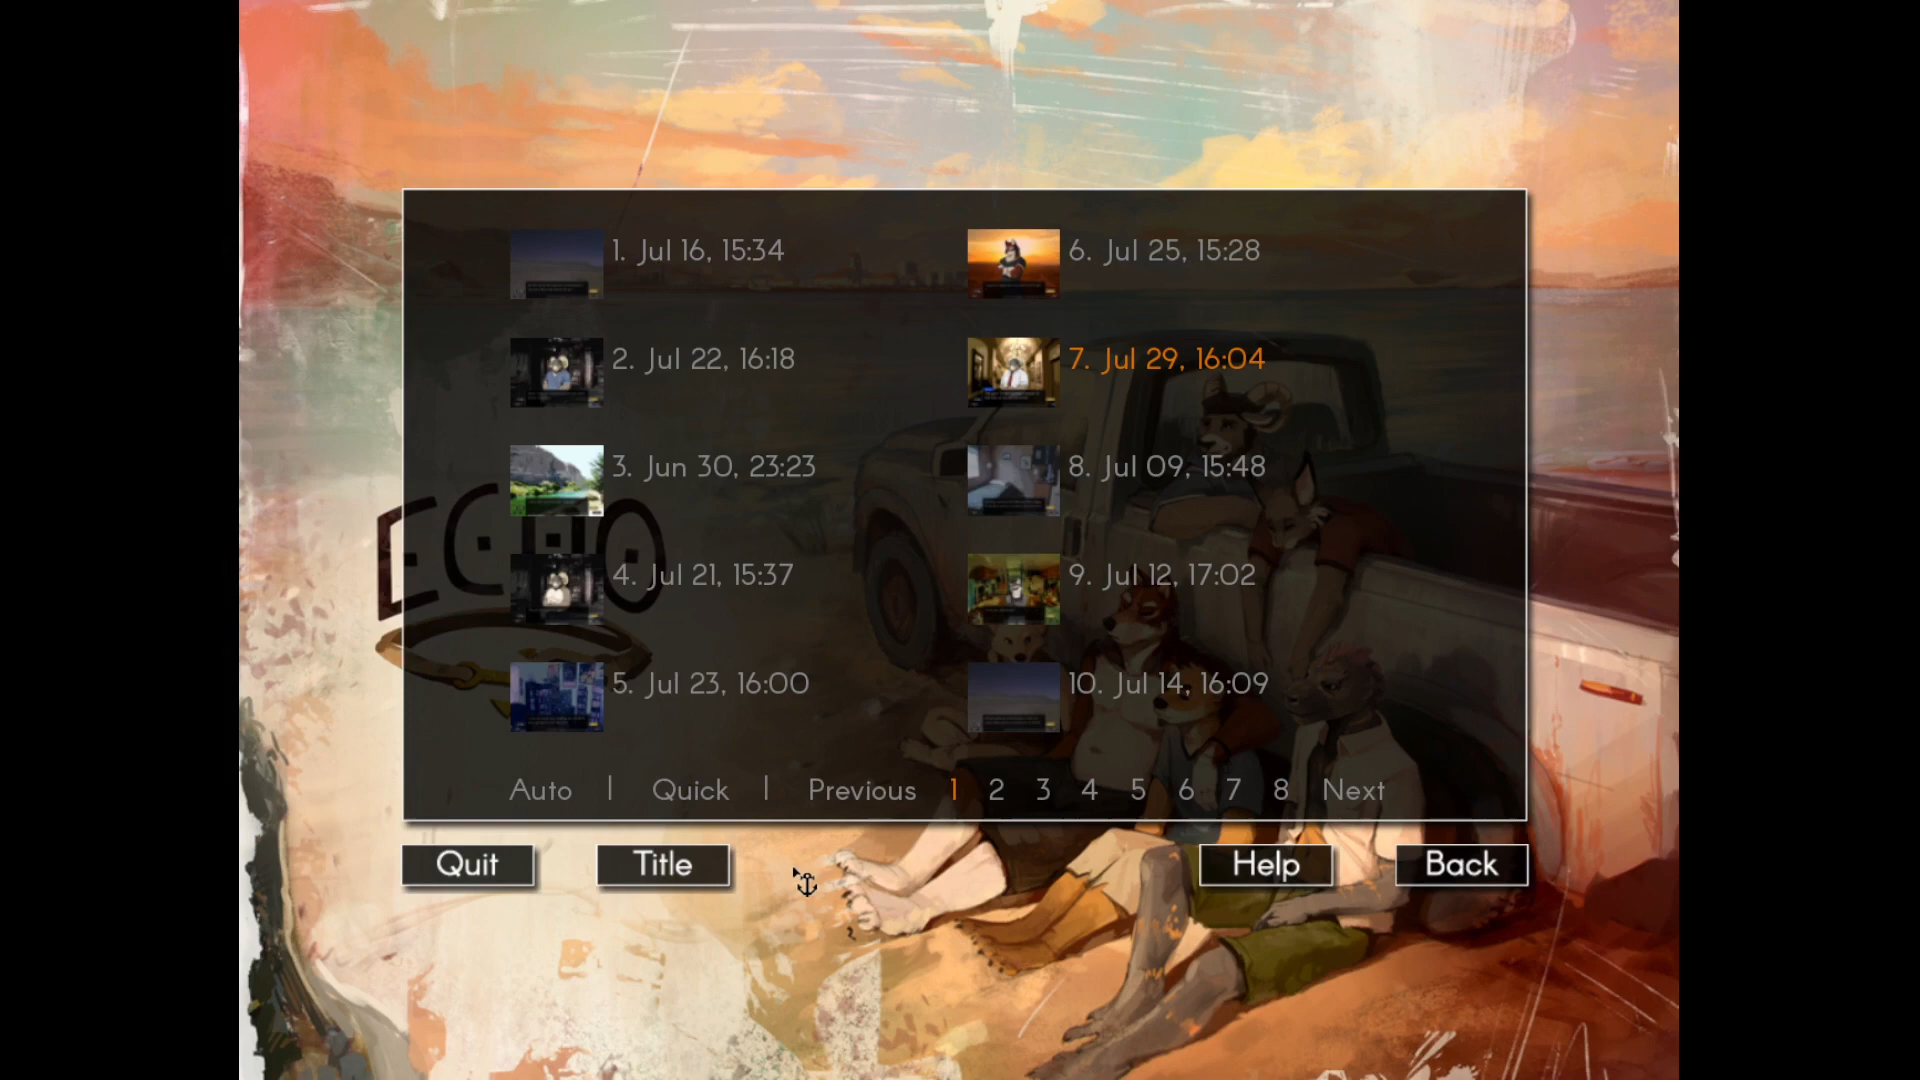 1. Jul 16, 15:34
2. Jul 22, 16:18
3. Jun 30, 23:23
4. Jul 21, 15:37
5. Jul 23, 16:00
6. Jul 25, 15:28
7. Jul 29, 16:04
8. Jul 09, 15:48
9. Jul 12, 17:02
10. Jul 14, 16:09
ECHO
Auto | Quick | Previous 1 2 3 4 5 6 7 8 Next
Quit Title Help Back